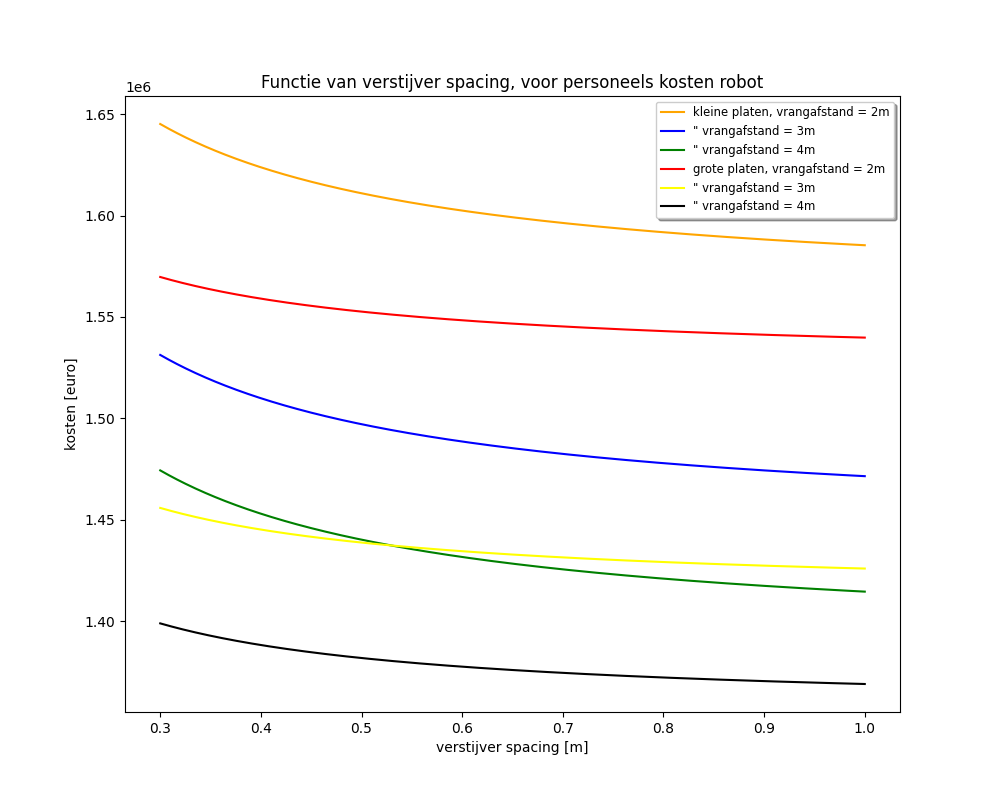 Functie van verstijver spacing, voor personeels kosten robot
1e6
kleine platen, vrangafstand = 2m
" vrangafstand = 3m
" vrangafstand = 4m
grote platen, vrangafstand = 2m
" vrangafstand = 3m
" vrangafstand = 4m
1.65
1.60
1.55
1.50
1.45
1.40
kosten [euro]
0.3 0.4 0.5 0.6 0.7 0.8 0.9 1.0
verstijver spacing [m]